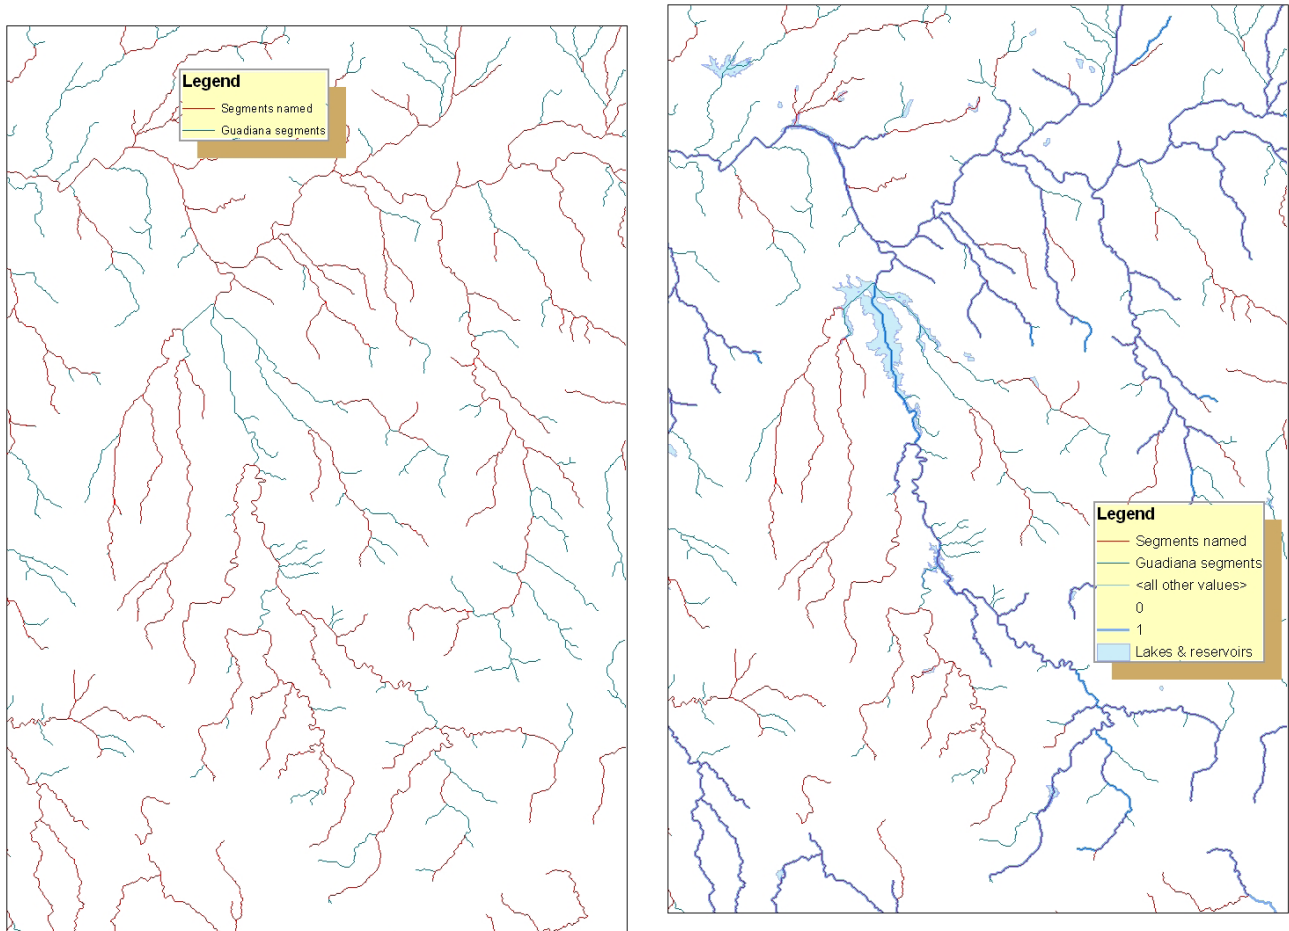 Legend
Segments named
Guadiana segments
Legend
Segments named
Guadiana segments
<all other values>
0
1
Lakes & reservoirs